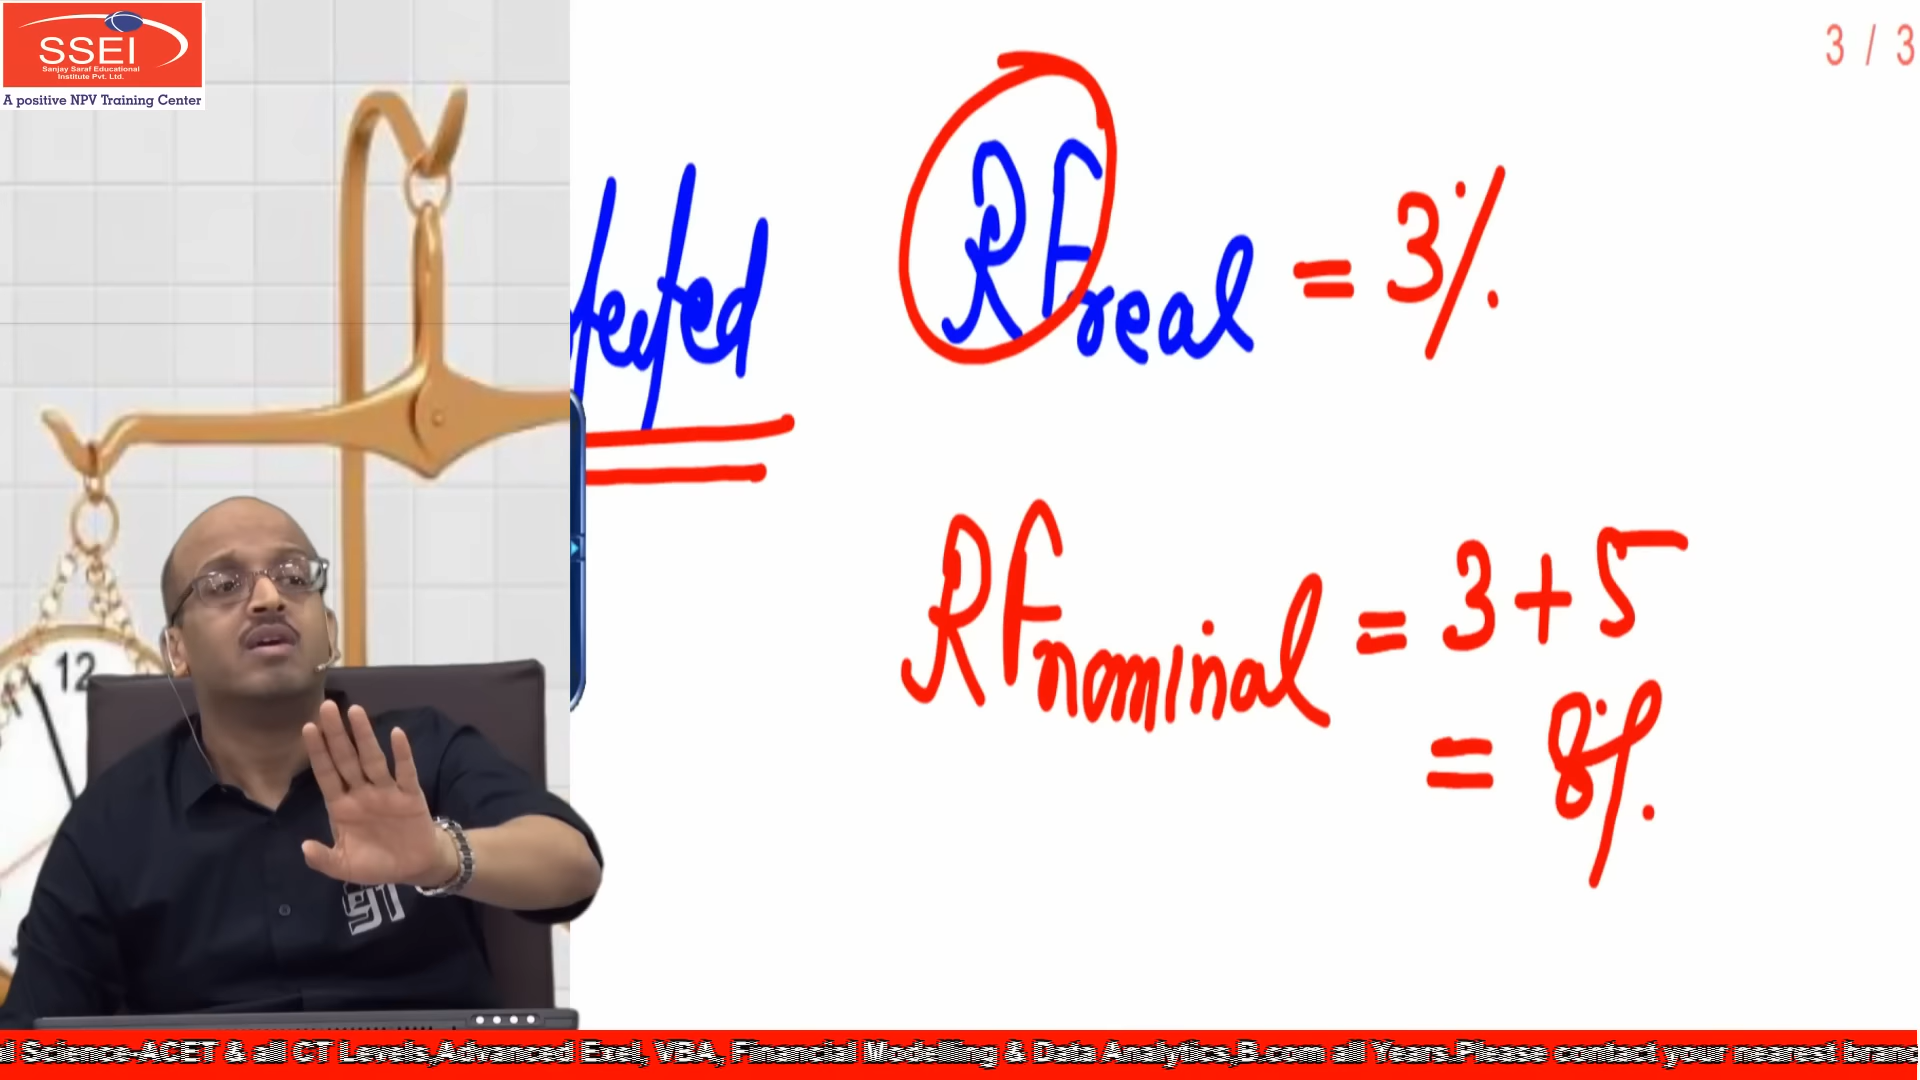 SSEI
Sanjay Saraf Educational
Institute Pvt. Ltd.
A positive NPV Training Center
3 / 3
RFreal = 3%
RFnominal = 3+5
= 8%
12
l Science-ACET & all CT Levels,Advanced Exel, VBA, Financial Modelling & Data Analytics,B.com all Years.Please contact your nearest branc